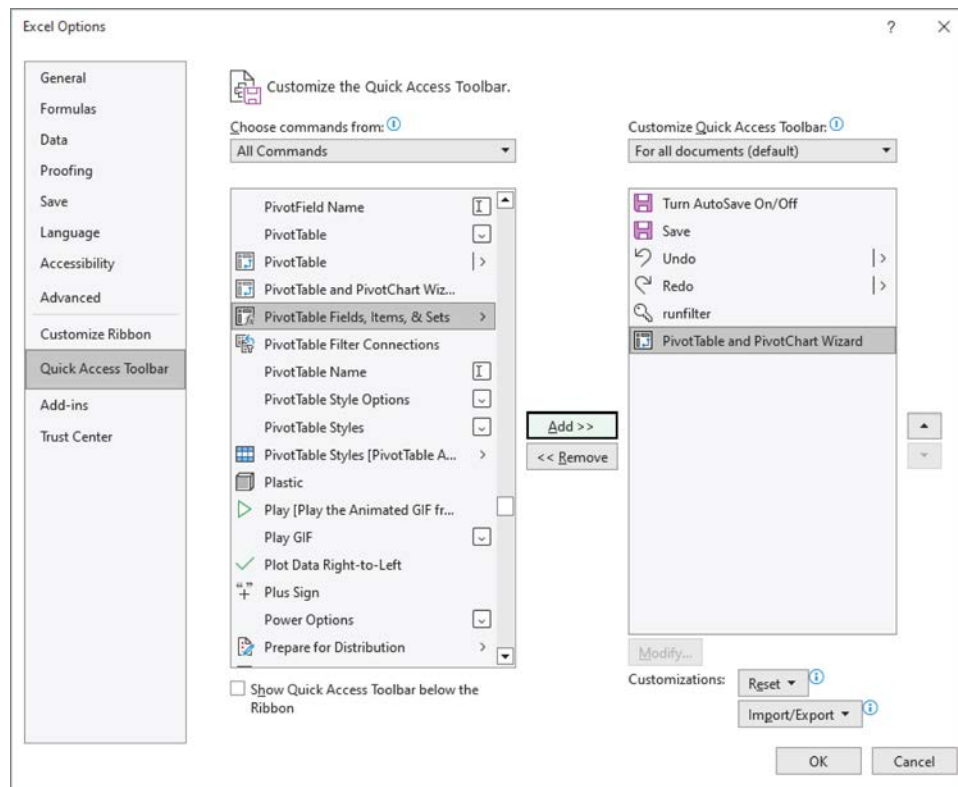 Excel Options
?
General
Formulas
Data
Proofing
Save
Language
Accessibility
Advanced
Customize Ribbon
Quick Access Toolbar
Add-ins
Trust Center
Customize the Quick Access Toolbar.
Choose commands from:
All Commands
PivotField Name
PivotTable
PivotTable
PivotTable and PivotChart Wiz...
PivotTable Fields, Items, & Sets
PivotTable Filter Connections
PivotTable Name
PivotTable Style Options
PivotTable Styles
PivotTable Styles [PivotTable A...
Plastic
Play [Play the Animated GIF fr...
Play GIF
Plot Data Right-to-Left
Plus Sign
Power Options
Prepare for Distribution
Show Quick Access Toolbar below the
Ribbon
Add >>
<< Remove
Customize Quick Access Toolbar:
For all documents (default)
Turn AutoSave On/Off
Save
Undo
Redo
runfilter
PivotTable and PivotChart Wizard
Modify...
Customizations:
Reset
Import/Export
OK
Cancel